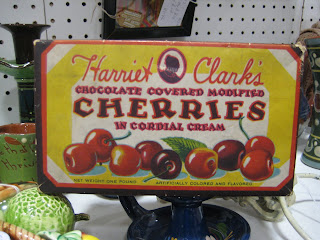 Harriet Clark's
CHOCOLATE COVERED MODIFIED
CHERRIES
IN CORDIAL CREAM
NET WEIGHT ONE POUND
ARTIFICIALLY COLORED AND FLAVORED